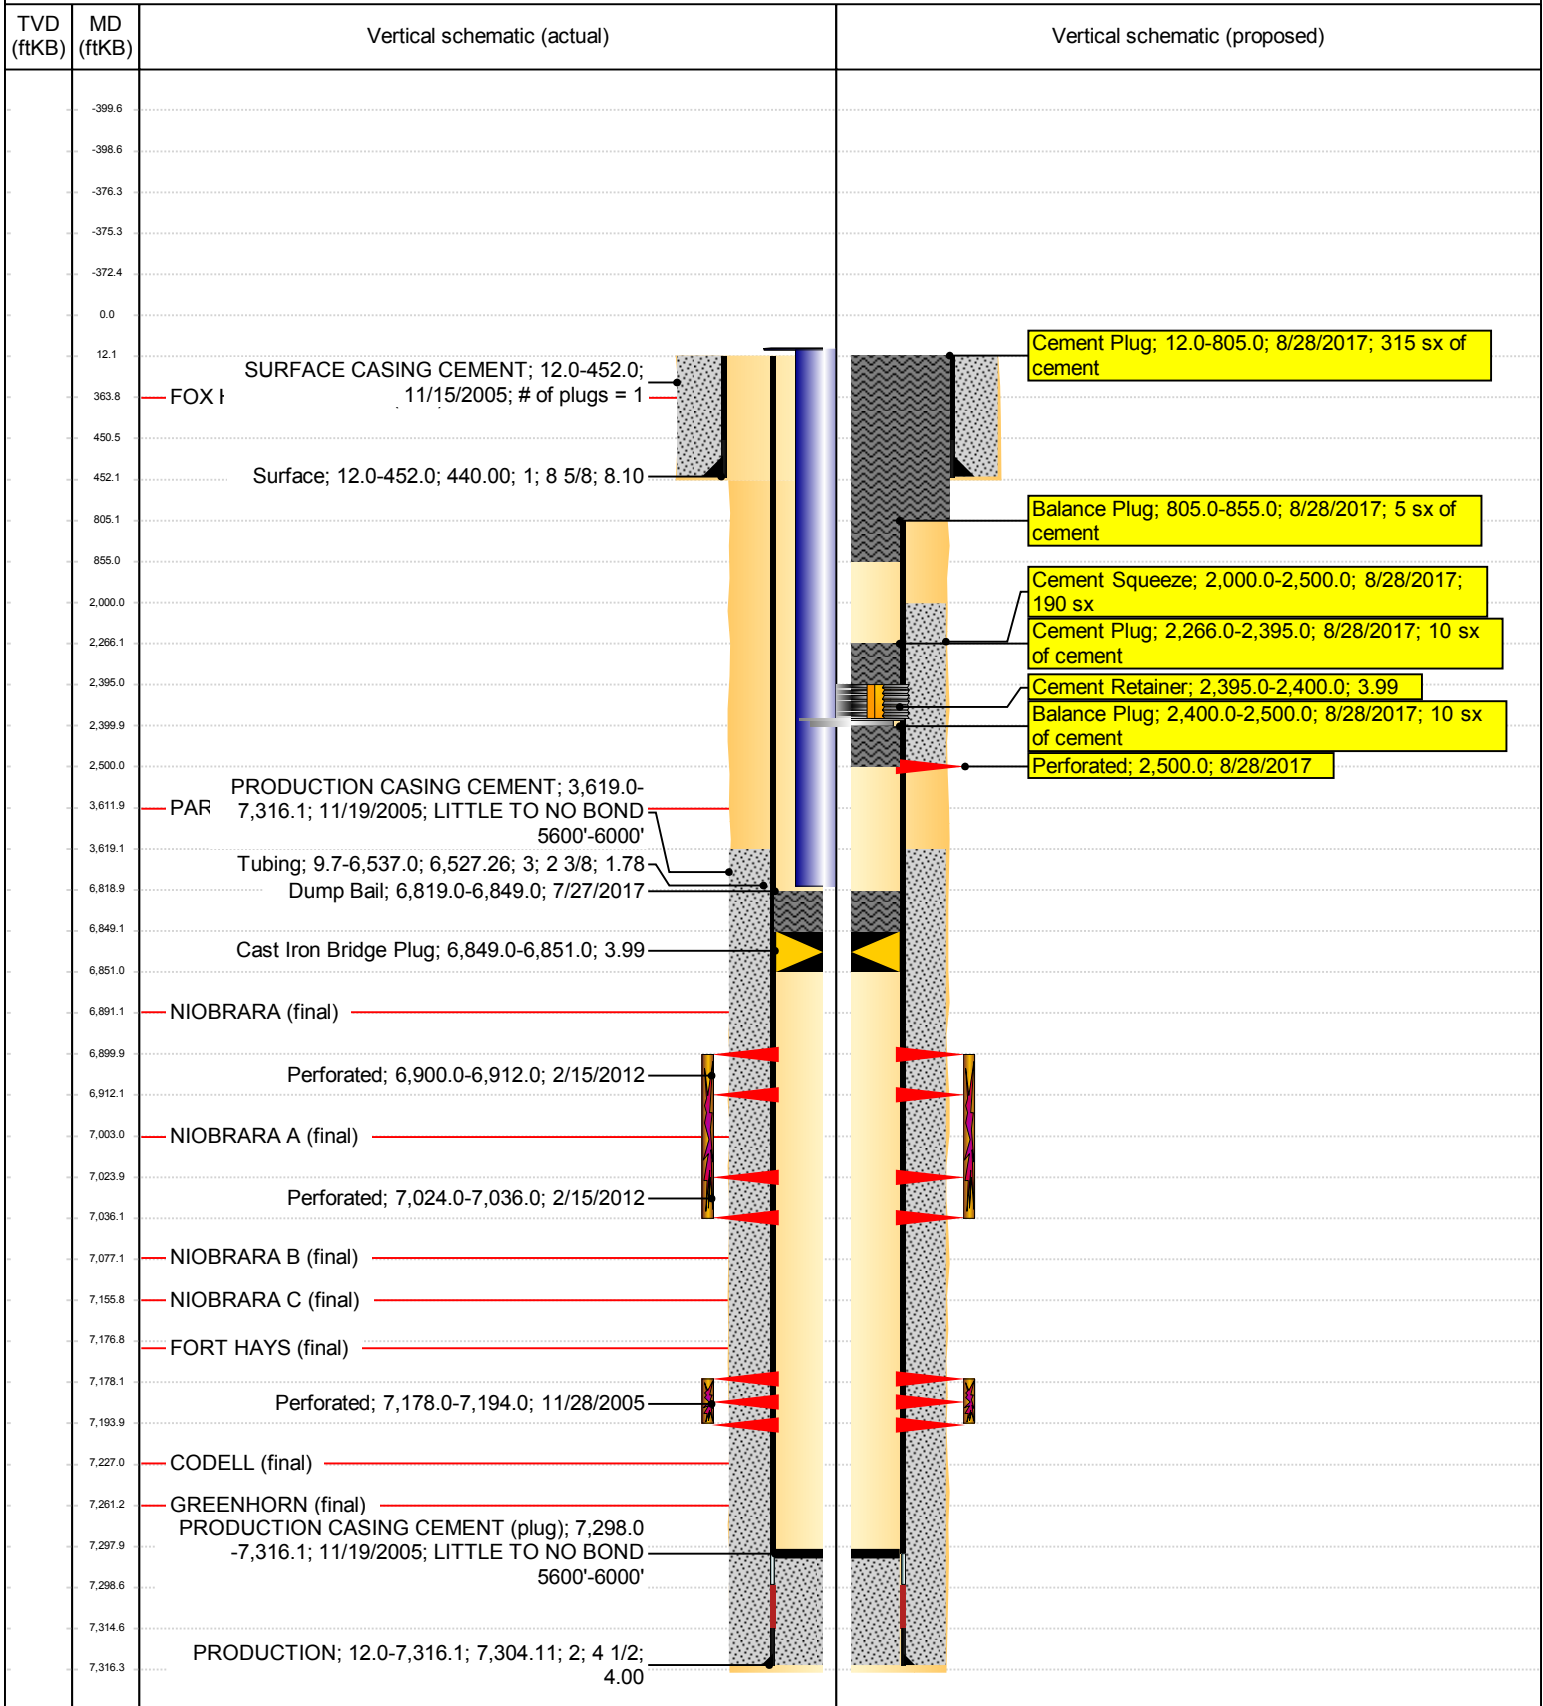 TVD (ftKB)
MD (ftKB)
Vertical schematic (actual)
Vertical schematic (proposed)
-399.6
-398.6
-376.3
-375.3
-372.4
0.0
12.1
363.8
450.5
452.1
805.1
855.0
2,000.0
2,266.1
2,395.0
2,399.9
2,500.0
3,611.9
3,619.1
6,818.9
6,849.1
6,851.0
6,891.1
6,899.9
6,912.1
7,003.0
7,023.9
7,036.1
7,077.1
7,155.8
7,176.8
7,178.1
7,193.9
7,227.0
7,261.2
7,297.9
7,298.6
7,314.6
7,316.3
SURFACE CASING CEMENT; 12.0-452.0;
11/15/2005; # of plugs = 1
FOX
Surface; 12.0-452.0; 440.00; 1; 8 5/8; 8.10
PRODUCTION CASING CEMENT; 3,619.0-
7,316.1; 11/19/2005; LITTLE TO NO BOND
5600'-6000'
PAR
Tubing; 9.7-6,537.0; 6,527.26; 3; 2 3/8; 1.78
Dump Bail; 6,819.0-6,849.0; 7/27/2017
Cast Iron Bridge Plug; 6,849.0-6,851.0; 3.99
NIOBRARA (final)
Perforated; 6,900.0-6,912.0; 2/15/2012
NIOBRARA A (final)
Perforated; 7,024.0-7,036.0; 2/15/2012
NIOBRARA B (final)
NIOBRARA C (final)
FORT HAYS (final)
Perforated; 7,178.0-7,194.0; 11/28/2005
CODELL (final)
GREENHORN (final)
PRODUCTION CASING CEMENT (plug); 7,298.0
-7,316.1; 11/19/2005; LITTLE TO NO BOND
5600'-6000'
PRODUCTION; 12.0-7,316.1; 7,304.11; 2; 4 1/2;
4.00
Cement Plug; 12.0-805.0; 8/28/2017; 315 sx of
cement
Balance Plug; 805.0-855.0; 8/28/2017; 5 sx of
cement
Cement Squeeze; 2,000.0-2,500.0; 8/28/2017;
190 sx
Cement Plug; 2,266.0-2,395.0; 8/28/2017; 10 sx
of cement
Cement Retainer; 2,395.0-2,400.0; 3.99
Balance Plug; 2,400.0-2,500.0; 8/28/2017; 10 sx
of cement
Perforated; 2,500.0; 8/28/2017